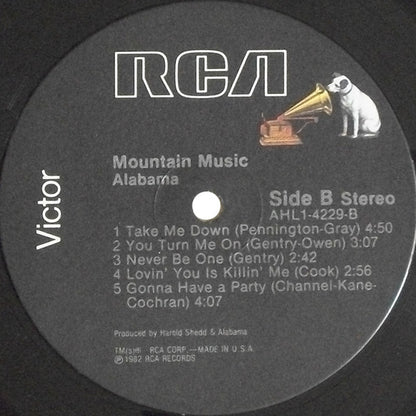 RCA
Victor
Mountain Music
Alabama
Side B Stereo
AHL1-4229-B
1 Take Me Down (Pennington-Gray) 4:50
2 You Turn Me On (Gentry-Owen) 3:07
3 Never Be One (Gentry) 2:42
4 Lovin' You Is Killin' Me (Cook) 2:56
5 Gonna Have a Party (Channel-Kane-
Cochran) 4:07
Produced by Harold Shedd & Alabama
TM(s)® RCA CORP.—MADE IN U.S.A.
℗1982 RCA RECORDS